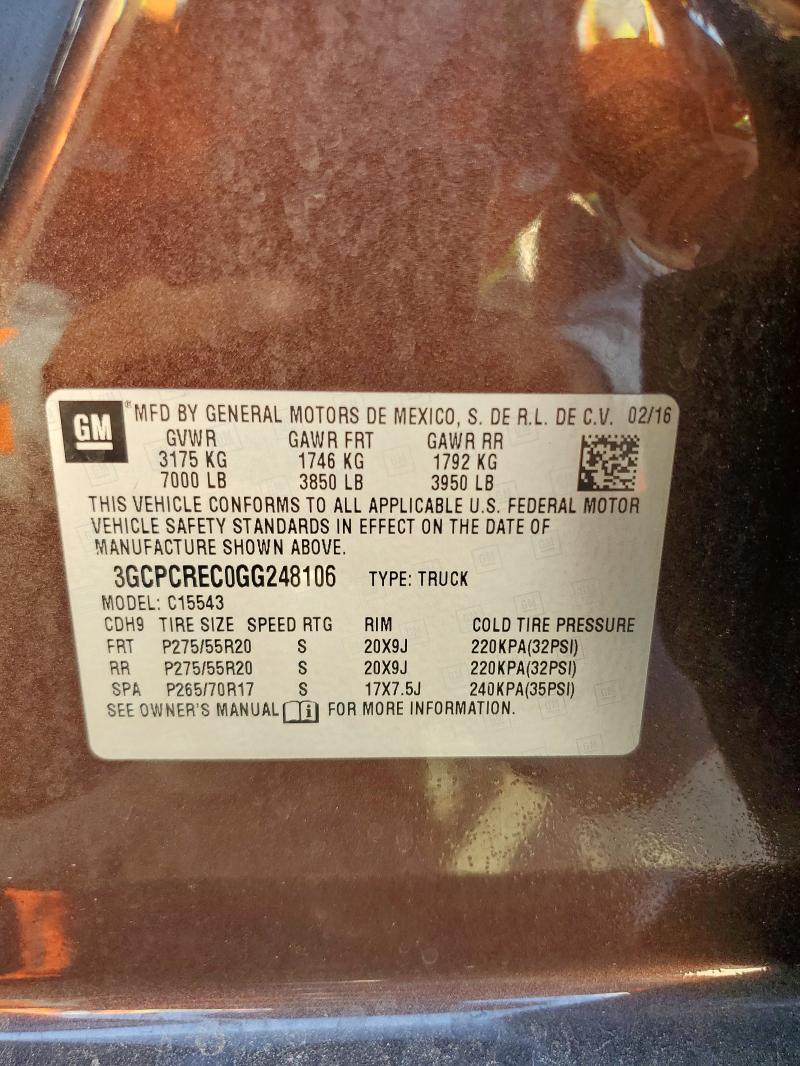 GM ®MFD BY GENERAL MOTORS DE MEXICO, S. DE R.L. DE C.V. 02/16
GVWR GAWR FRT GAWR RR
3175 KG 1746 KG 1792 KG
7000 LB 3850 LB 3950 LB
THIS VEHICLE CONFORMS TO ALL APPLICABLE U.S. FEDERAL MOTOR
VEHICLE SAFETY STANDARDS IN EFFECT ON THE DATE OF
MANUFACTURE SHOWN ABOVE.
3GCPCREC0GG248106 TYPE: TRUCK
MODEL: C15543
CDH9 TIRE SIZE SPEED RTG RIM COLD TIRE PRESSURE
FRT P275/55R20 S 20X9J 220KPA(32PSI)
RR P275/55R20 S 20X9J 220KPA(32PSI)
SPA P265/70R17 S 17X7.5J 240KPA(35PSI)
SEE OWNER'S MANUAL i FOR MORE INFORMATION.